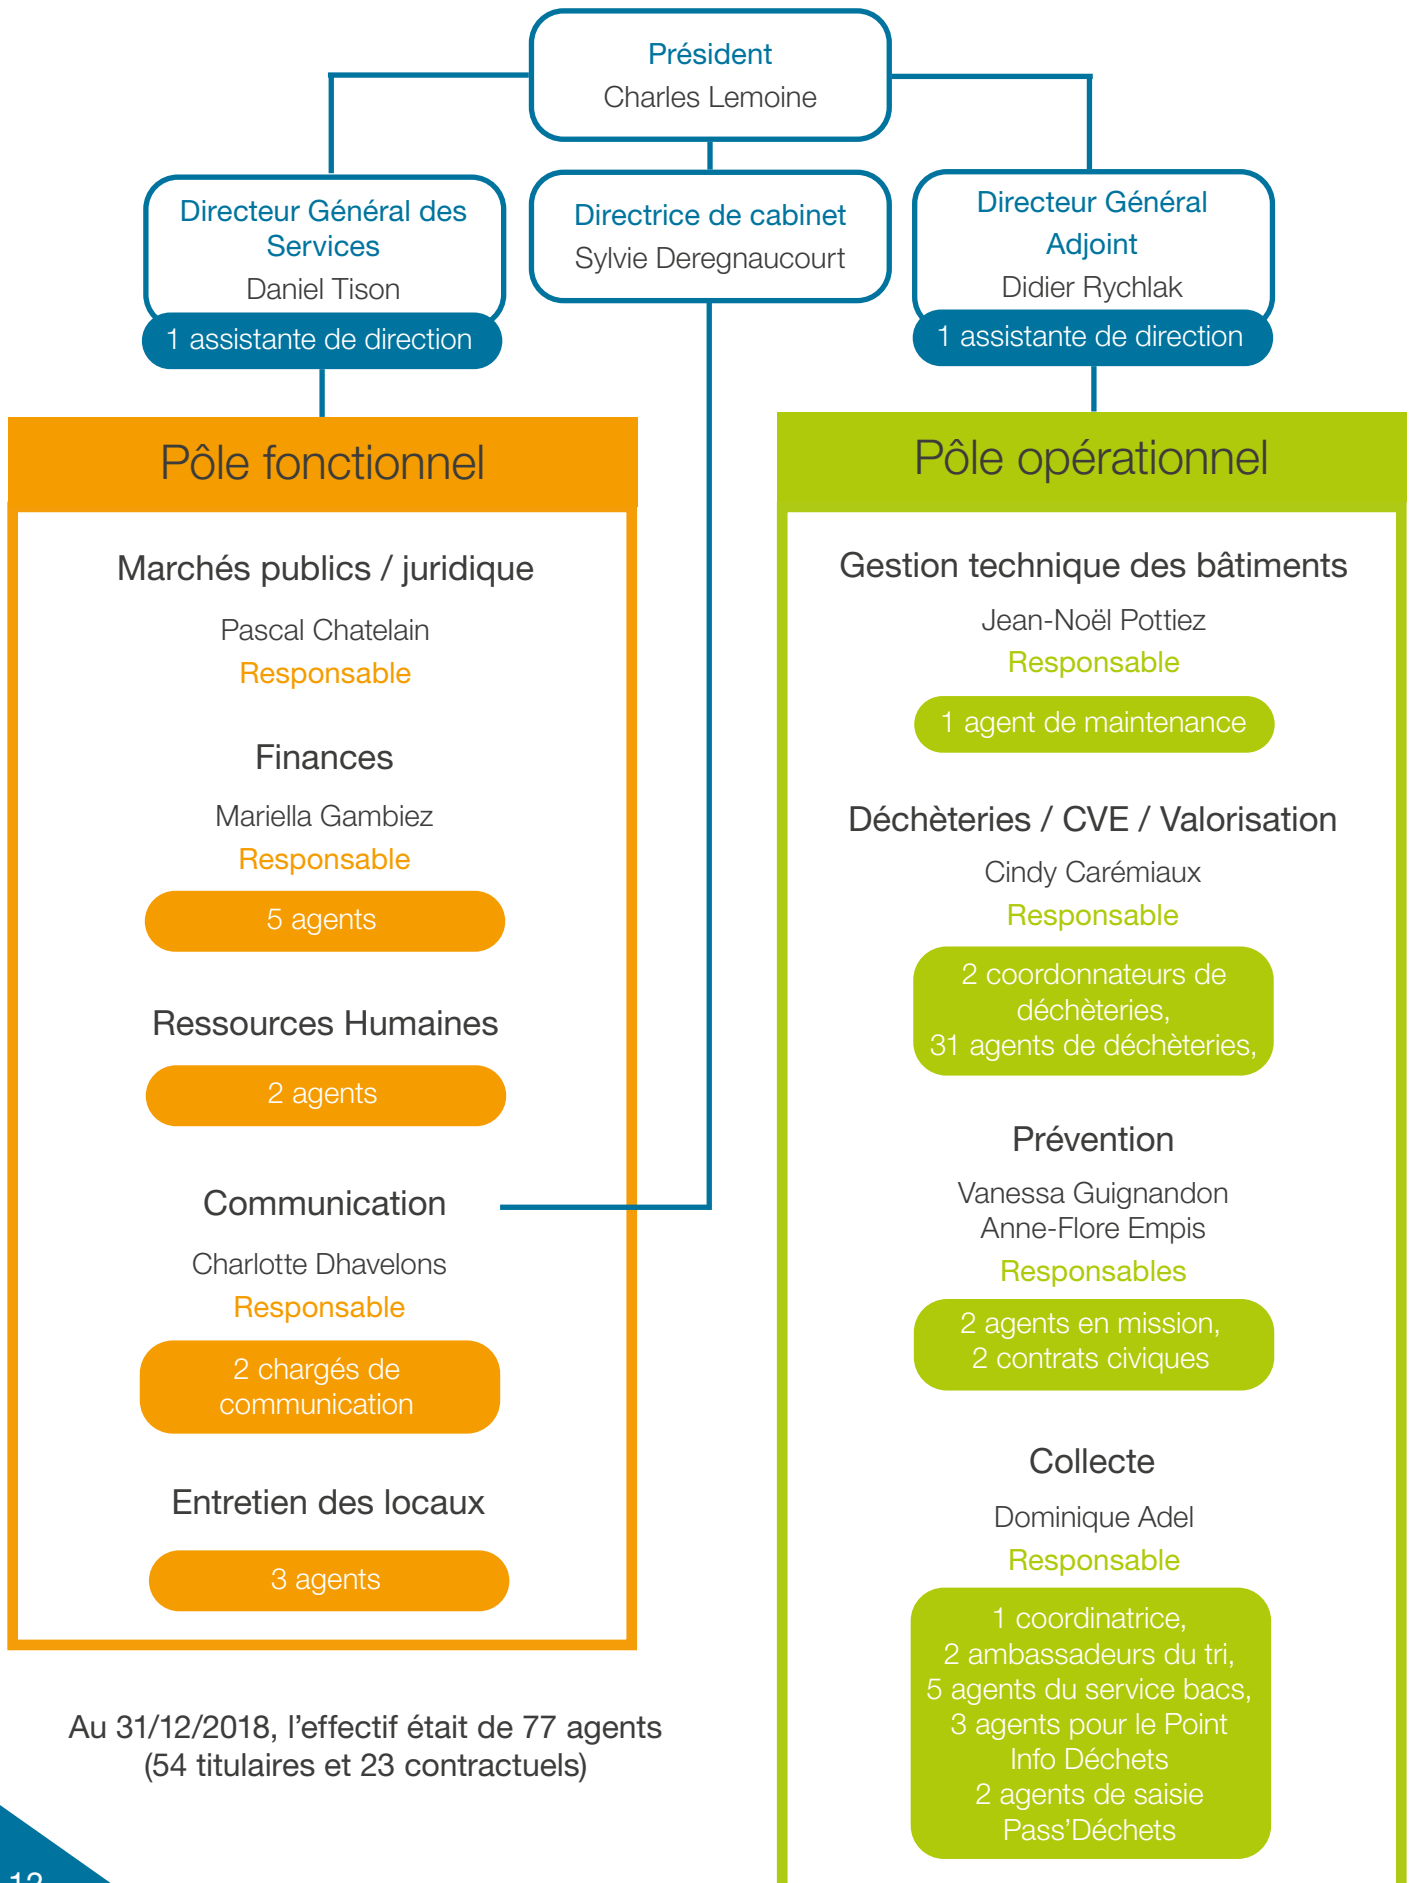 Président
Charles Lemoine
Directeur Général des
Services
Daniel Tison
1 assistante de direction
Directrice de cabinet
Sylvie Deregnaucourt
Directeur Général
Adjoint
Didier Rychlak
1 assistante de direction
Pôle fonctionnel
Marchés publics / juridique
Pascal Chatelain
Responsable
Finances
Mariella Gambiez
Responsable
5 agents
Ressources Humaines
2 agents
Communication
Charlotte Dhavelons
Responsable
2 chargés de
communication
Entretien des locaux
3 agents
Au 31/12/2018, l'effectif était de 77 agents
(54 titulaires et 23 contractuels)
Pôle opérationnel
Gestion technique des bâtiments
Jean-Noël Pottiez
Responsable
1 agent de maintenance
Déchèteries / CVE / Valorisation
Cindy Carémiaux
Responsable
2 coordonnateurs de
déchèteries,
31 agents de déchèteries,
Prévention
Vanessa Guignandon
Anne-Flore Empis
Responsables
2 agents en mission,
2 contrats civiques
Collecte
Dominique Adel
Responsable
1 coordinatrice,
2 ambassadeurs du tri,
5 agents du service bacs,
3 agents pour le Point
Info Déchets
2 agents de saisie
Pass'Déchets